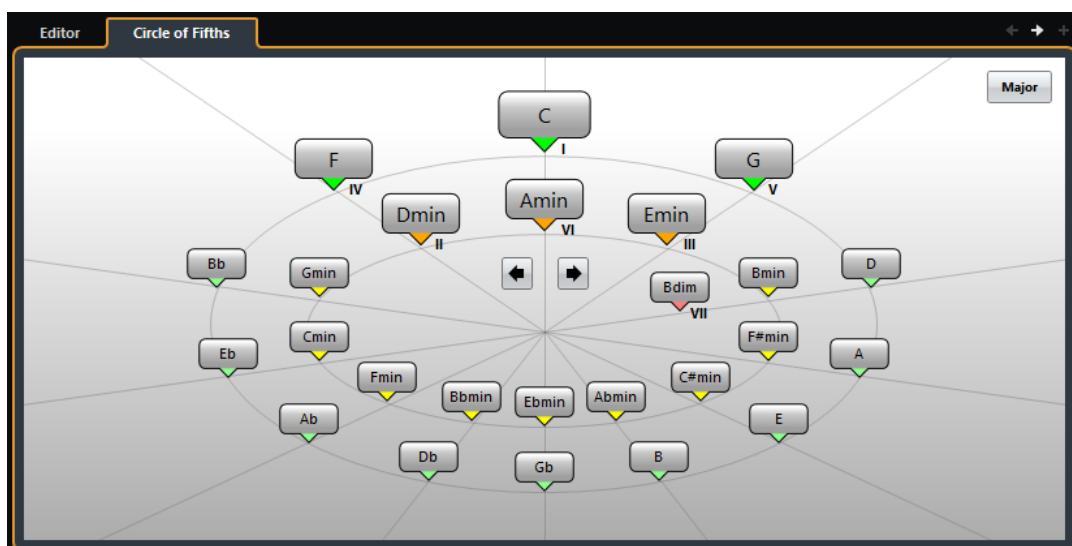 Editor
Circle of Fifths
Major
C
I
F
IV
G
V
Amin
VI
Dmin
II
Emin
III
Bb
Gmin
Bdim
VII
Bmin
D
Eb
Cmin
F#min
A
Fmin
C#min
Bbmin
Ebmin
Abmin
Ab
E
Db
Gb
B